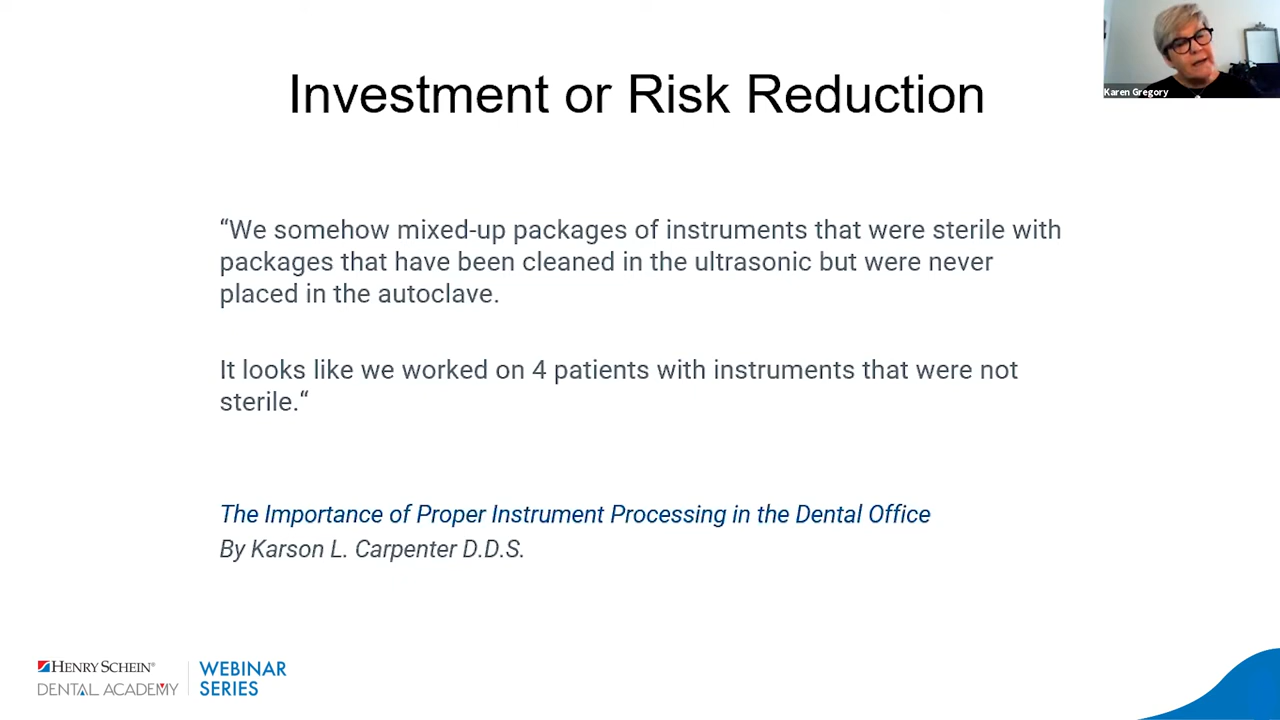 Investment or Risk Reduction
Karen Gregory
“We somehow mixed-up packages of instruments that were sterile with
packages that have been cleaned in the ultrasonic but were never
placed in the autoclave.
It looks like we worked on 4 patients with instruments that were not
sterile.“
The Importance of Proper Instrument Processing in the Dental Office
By Karson L. Carpenter D.D.S.
HENRY SCHEIN®
DENTAL ACADEMY
WEBINAR
SERIES